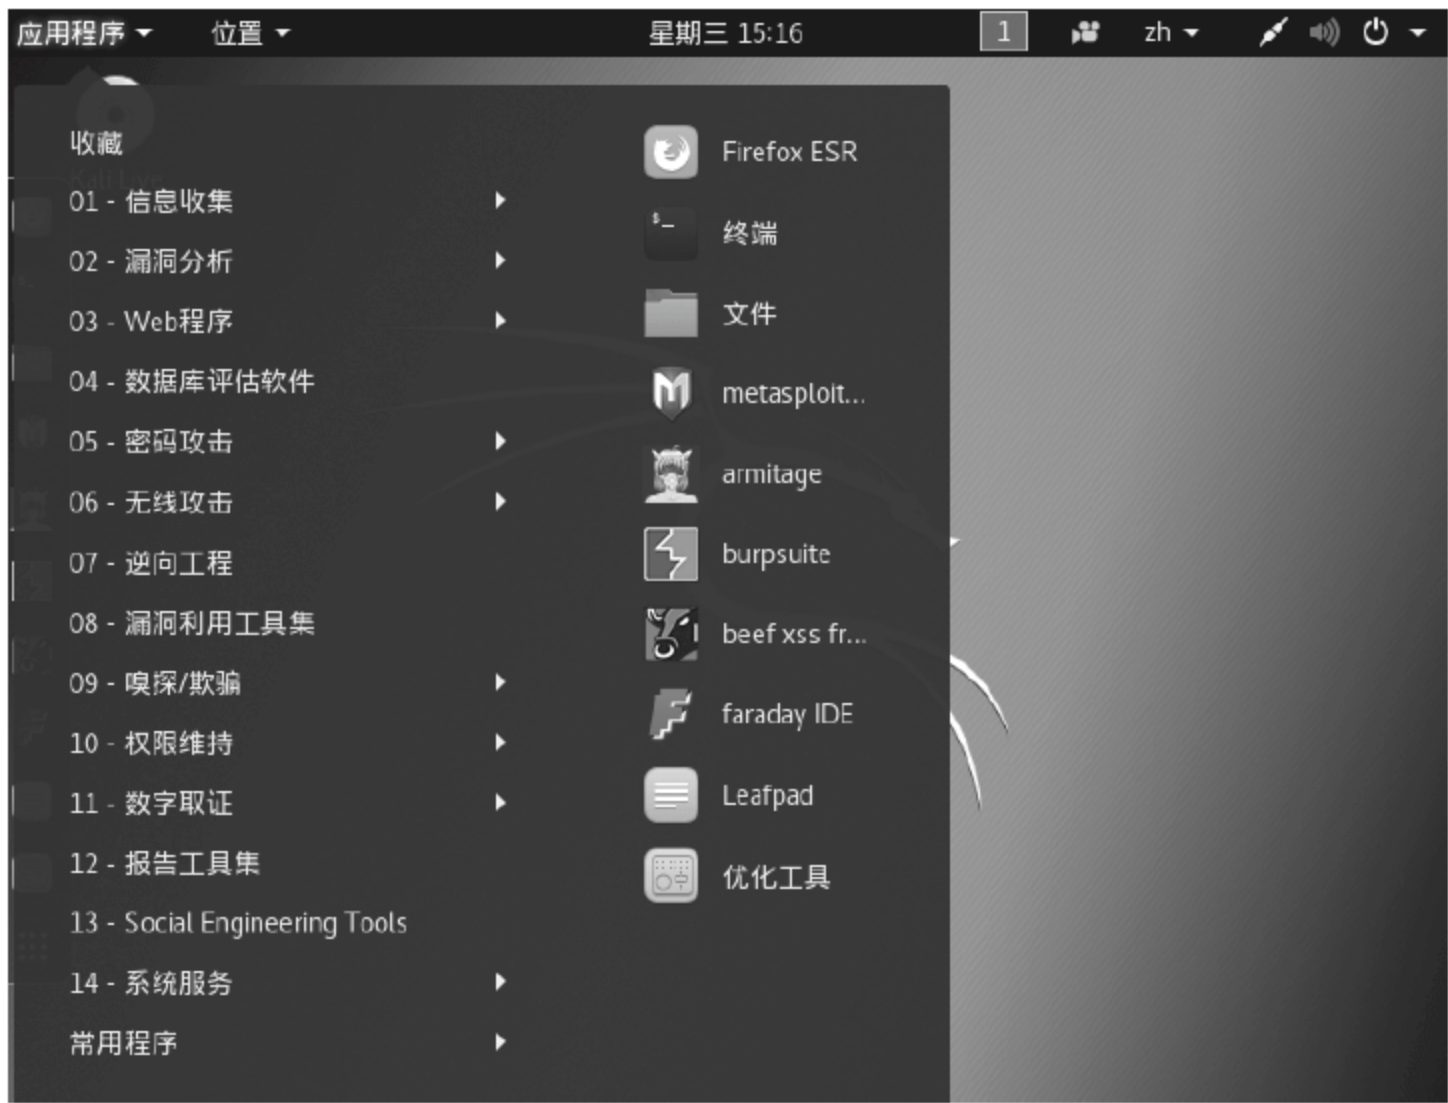 应用程序 位置 星期三 15:16 1 zh
收藏
01 - 信息收集
02 - 漏洞分析
03 - Web程序
04 - 数据库评估软件
05 - 密码攻击
06 - 无线攻击
07 - 逆向工程
08 - 漏洞利用工具集
09 - 嗅探/欺骗
10 - 权限维持
11 - 数字取证
12 - 报告工具集
13 - Social Engineering Tools
14 - 系统服务
常用程序
Firefox ESR
终端
文件
metasploit...
armitage
burpsuite
beef xss fr...
faraday IDE
Leafpad
优化工具